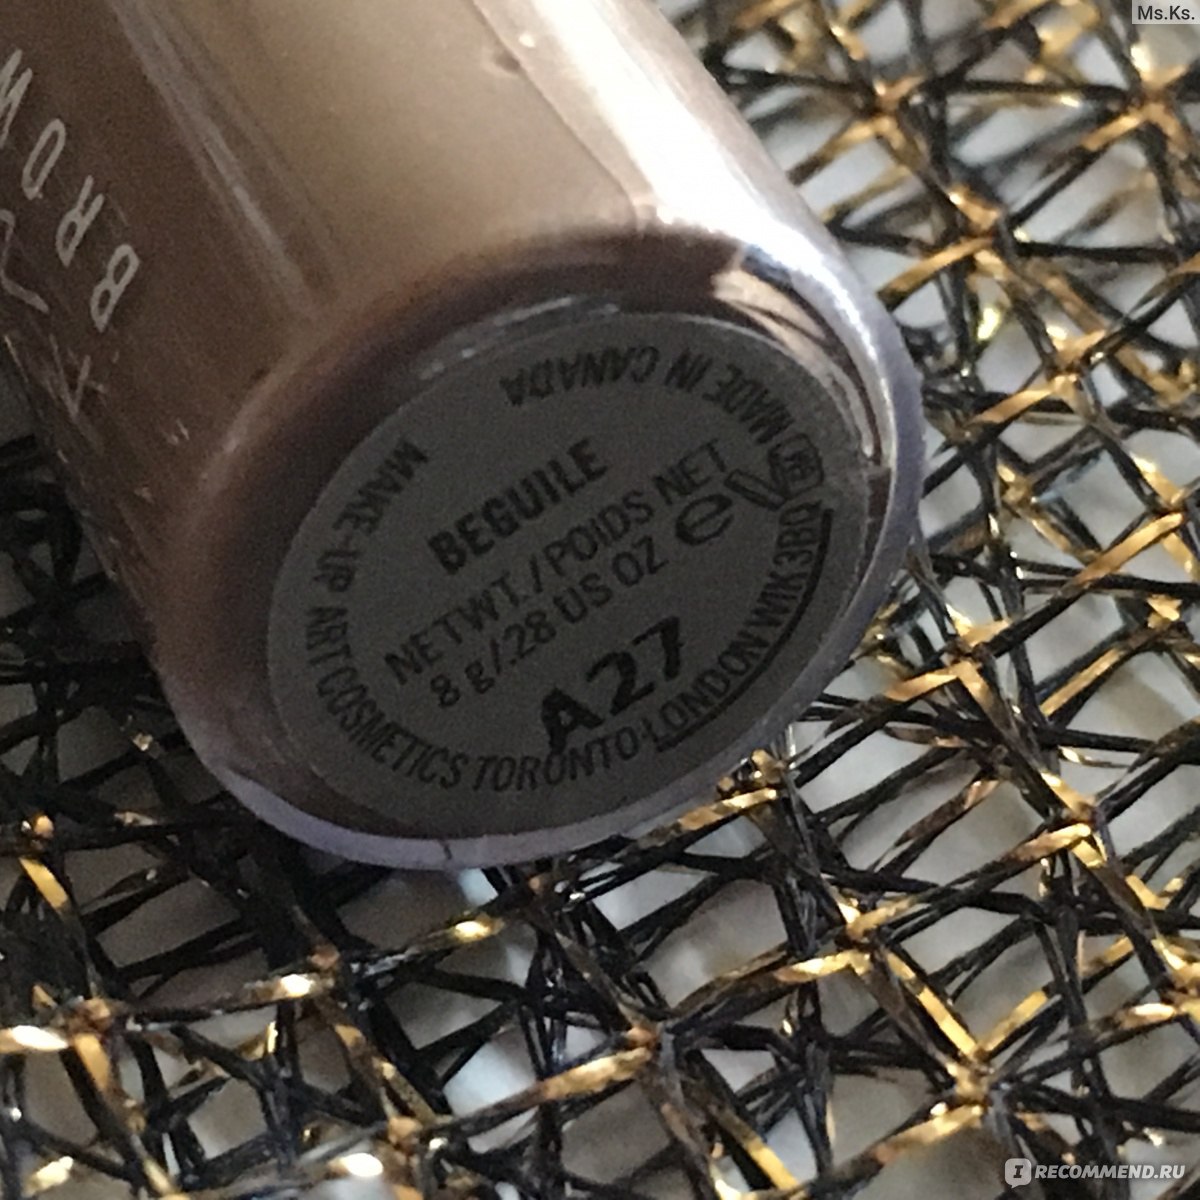 Ms.Ks.
BROW
MADE IN CANADA
BEGUILE
NET WT. / POIDS NET
8 g /.28 US OZ e
A27
MAKE-UP ART COSMETICS TORONTO·LONDON W1K 3BQ
IRECOMMEND.RU